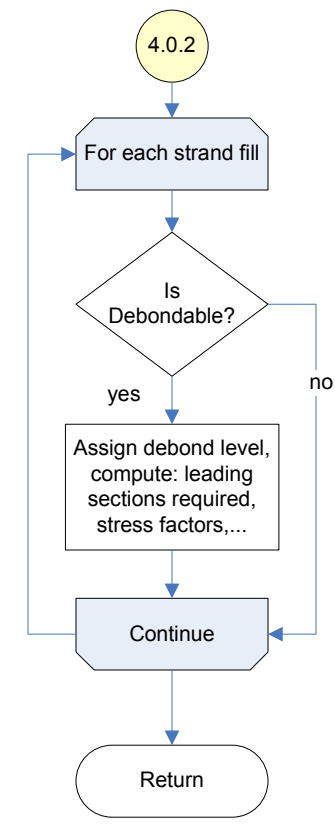 4.0.2
For each strand fill
Is
Debondable?
no
yes
Assign debond level,
compute: leading
sections required,
stress factors,...
Continue
Return